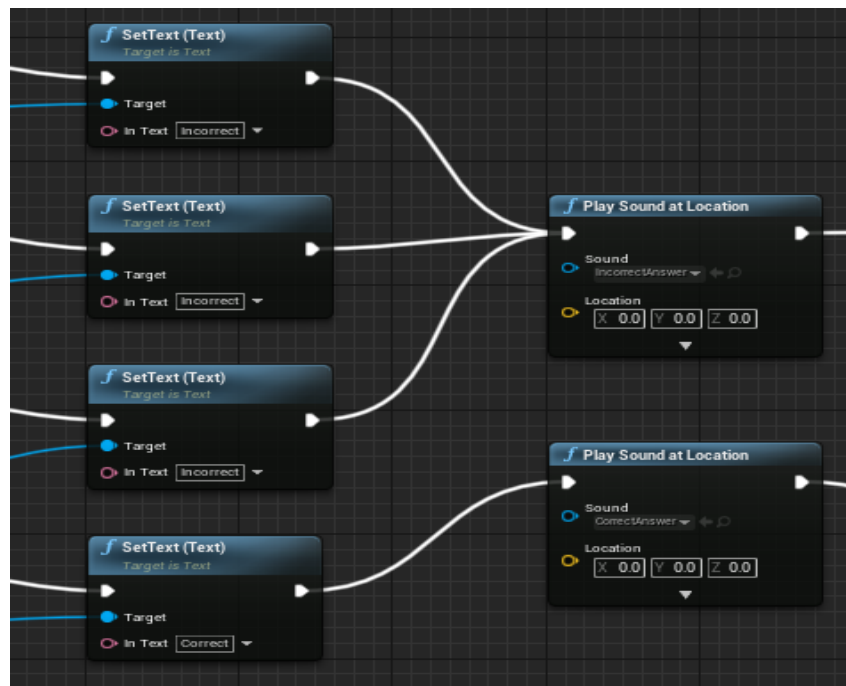 f SetText (Text)
Target is Text
Target
In Text Incorrect
f SetText (Text)
Target is Text
Target
In Text Incorrect
f SetText (Text)
Target is Text
Target
In Text Incorrect
f SetText (Text)
Target is Text
Target
In Text Correct
f Play Sound at Location
Sound
IncorrectAnswer
Location
X 0.0 Y 0.0 Z 0.0
f Play Sound at Location
Sound
CorrectAnswer
Location
X 0.0 Y 0.0 Z 0.0